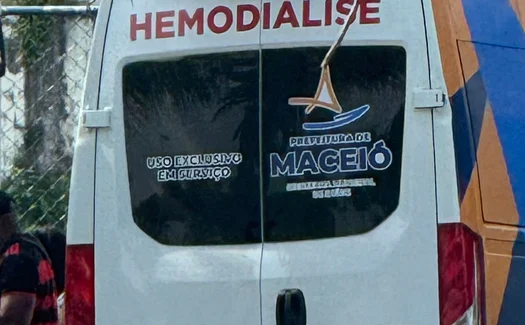 HEMODIALISE
USO EXCLUSIVO
EM SERVIÇO
PREFEITURA DE
MACEIÓ